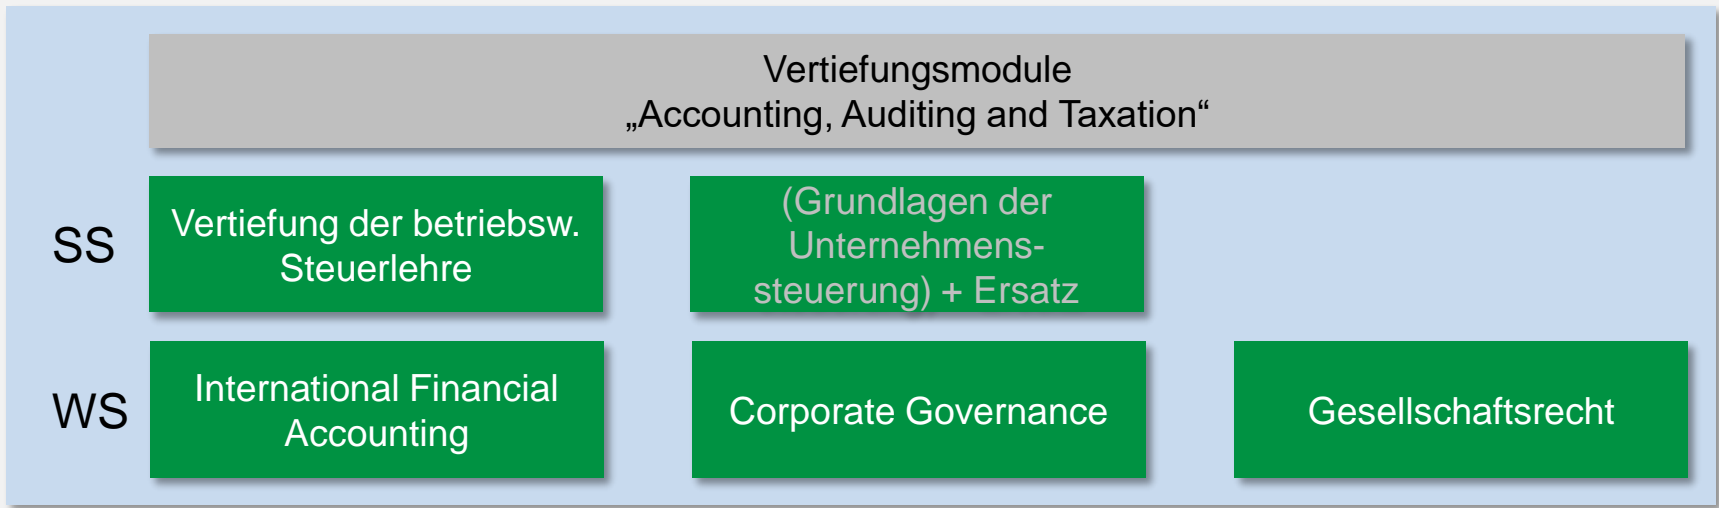 Vertiefungsmodule
„Accounting, Auditing and Taxation“
SS
Vertiefung der betriebsw.
Steuerlehre
(Grundlagen der
Unternehmens-
steuerung) + Ersatz
WS
International Financial
Accounting
Corporate Governance
Gesellschaftsrecht